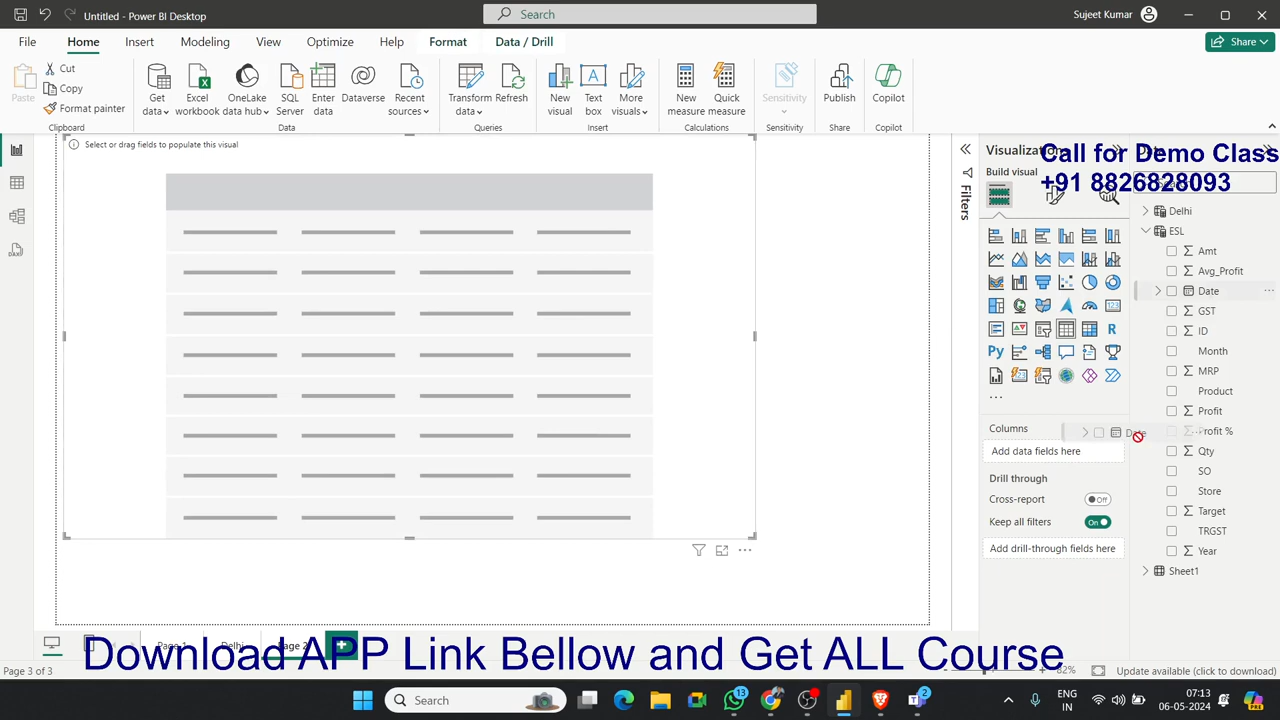 Untitled - Power BI Desktop
Search
Sujeet Kumar
File
Home
Insert
Modeling
View
Optimize
Help
Format
Data / Drill
Share
Paste
Cut
Copy
Format painter
Clipboard
Get data
Excel workbook
OneLake data hub
SQL Server
Enter data
Dataverse
Recent sources
Data
Transform data
Refresh
Queries
New visual
Text box
More visuals
Insert
New measure
Quick measure
Calculations
Sensitivity
Sensitivity
Publish
Share
Copilot
Copilot
Select or drag fields to populate this visual
Filters
Build visual
Call for Demo Class
+91 8826828093
Columns
Add data fields here
Drill through
Cross-report
Off
Keep all filters
On
Add drill-through fields here
Delhi
ESL
Amt
Avg_Profit
Date
GST
ID
Month
MRP
Product
Profit
Profit %
Qty
SO
Store
Target
TRGST
Year
Sheet1
Download APP Link Bellow and Get ALL Course
Page 3 of 3
Update available (click to download)
Search
13
2
ENG
IN
07:13
06-05-2024